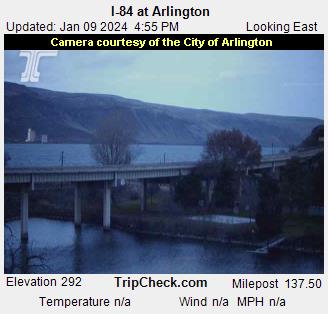 I-84 at Arlington
Updated: Jan 09 2024 4:55 PM Looking East
Camera courtesy of the City of Arlington
Elevation 292 TripCheck.com Milepost 137.50
Temperature n/a Wind n/a MPH n/a